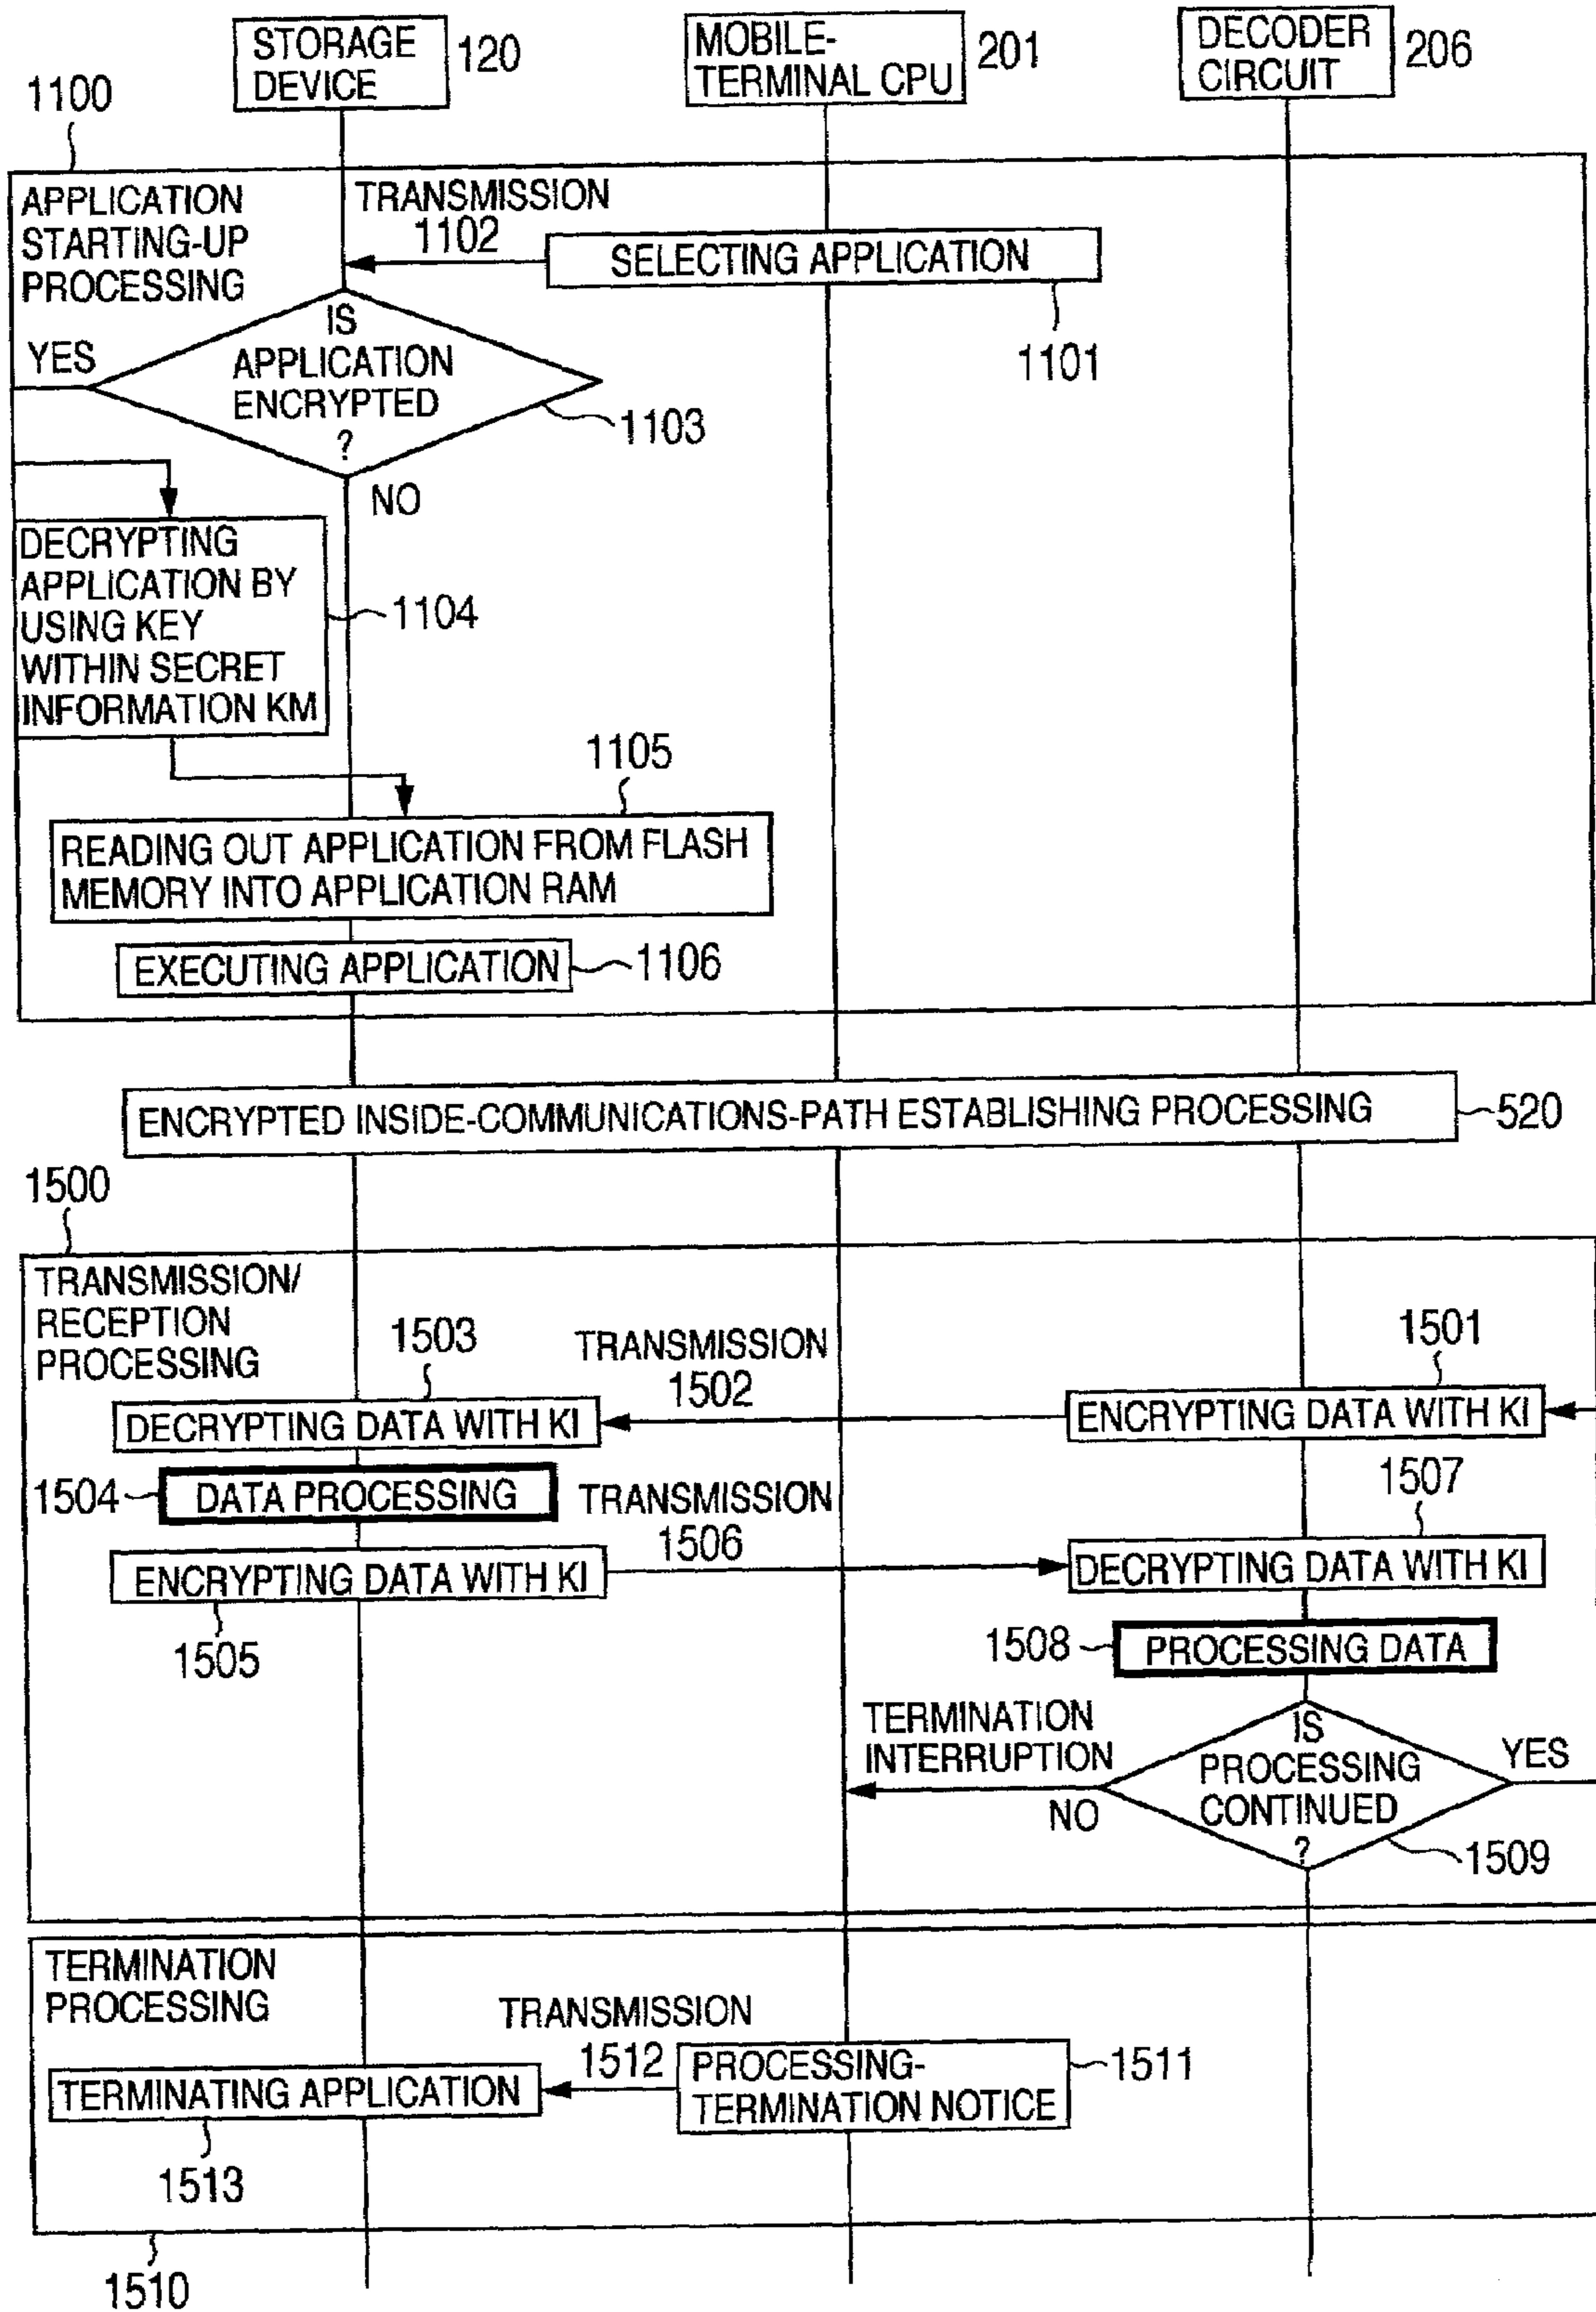 STORAGE
DEVICE
120
MOBILE-
TERMINAL CPU
201
DECODER
CIRCUIT
206
1100
APPLICATION
STARTING-UP
PROCESSING
TRANSMISSION
1102
SELECTING APPLICATION
1101
IS
APPLICATION
ENCRYPTED
?
YES
1103
NO
DECRYPTING
APPLICATION BY
USING KEY
WITHIN SECRET
INFORMATION KM
1104
1105
READING OUT APPLICATION FROM FLASH
MEMORY INTO APPLICATION RAM
EXECUTING APPLICATION
1106
ENCRYPTED INSIDE-COMMUNICATIONS-PATH ESTABLISHING PROCESSING
520
1500
TRANSMISSION/
RECEPTION
PROCESSING
1503
TRANSMISSION
1502
1501
DECRYPTING DATA WITH KI
ENCRYPTING DATA WITH KI
1504
DATA PROCESSING
TRANSMISSION
1506
1507
ENCRYPTING DATA WITH KI
DECRYPTING DATA WITH KI
1505
1508
PROCESSING DATA
TERMINATION
INTERRUPTION
NO
IS
PROCESSING
CONTINUED
?
YES
1509
TERMINATION
PROCESSING
TRANSMISSION
1512
PROCESSING-
TERMINATION NOTICE
1511
TERMINATING APPLICATION
1513
1510